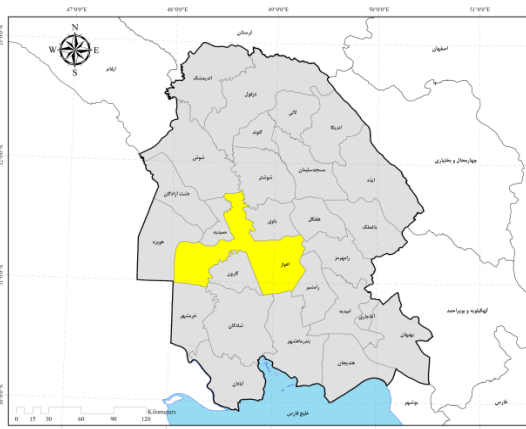 47°0'0"E
48°0'0"E
49°0'0"E
50°0'0"E
51°0'0"E
N
W
E
S
لرستان
اصفهان
ایلام
اندیمشک
دزفول
لالی
اندیکا
گتوند
شوش
مسجدسلیمان
چهارمحال و بختیاری
شوشتر
ایذه
دشت آزادگان
هفتگل
باوی
باغملک
حمیدیه
هویزه
رامهرمز
اهواز
کارون
رامشیر
امیدیه
آغاجاری
کهگیلویه و بویراحمد
خرمشهر
شادگان
بهبهان
بندرماهشهر
هندیجان
آبادان
بوشهر
فارس
خلیج فارس
Kilometers
0 15 30 60 90 120